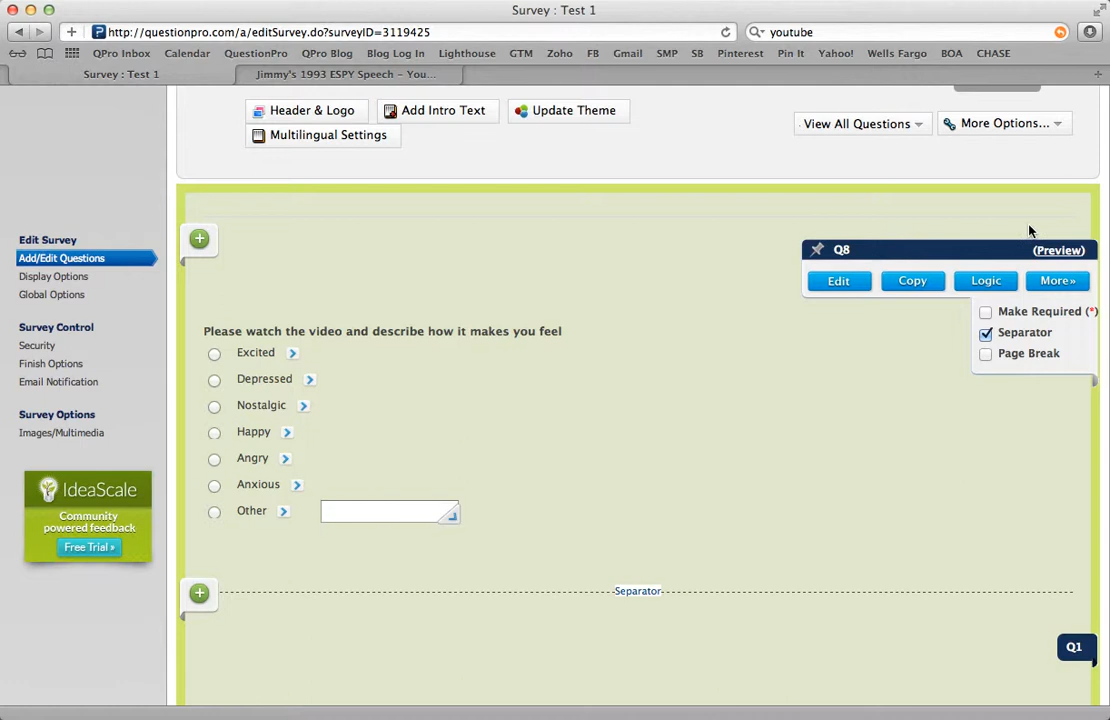 Survey : Test 1
http://questionpro.com/a/editSurvey.do?surveyID=3119425
youtube
QPro Inbox Calendar QuestionPro QPro Blog Blog Log In Lighthouse GTM Zoho FB Gmail SMP SB Pinterest Pin It Yahoo! Wells Fargo BOA CHASE
Survey : Test 1
Jimmy's 1993 ESPY Speech – You...
Header & Logo
Add Intro Text
Update Theme
Multilingual Settings
View All Questions
More Options...
Edit Survey
Add/Edit Questions
Display Options
Global Options
Survey Control
Security
Finish Options
Email Notification
Survey Options
Images/Multimedia
IdeaScale
Community
powered feedback
Free Trial »
Q8
(Preview)
Edit
Copy
Logic
More»
Make Required (*)
Separator
Page Break
Please watch the video and describe how it makes you feel
Excited
Depressed
Nostalgic
Happy
Angry
Anxious
Other
Separator
Q1